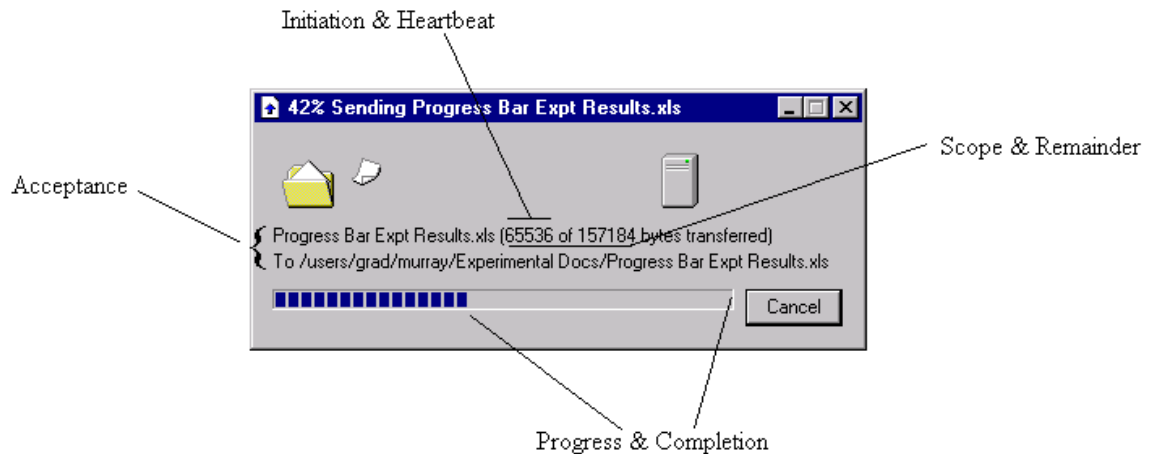 Initiation & Heartbeat
42% Sending Progress Bar Expt Results.xls
Scope & Remainder
Acceptance
Progress Bar Expt Results.xls (65536 of 157184 bytes transferred)
To /users/grad/murray/Experimental Docs/Progress Bar Expt Results.xls
Cancel
Progress & Completion